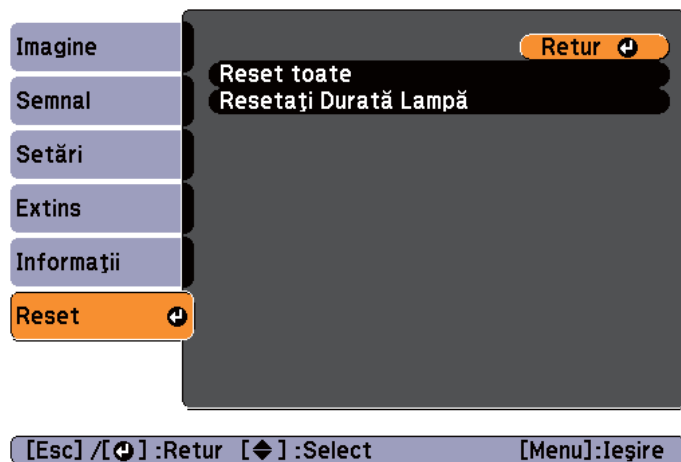 Imagine
Semnal
Setări
Extins
Informaţii
Reset
Retur
Reset toate
Resetaţi Durată Lampă
[Esc] /[⏎] :Retur [◆] :Select [Menu]:Ieşire